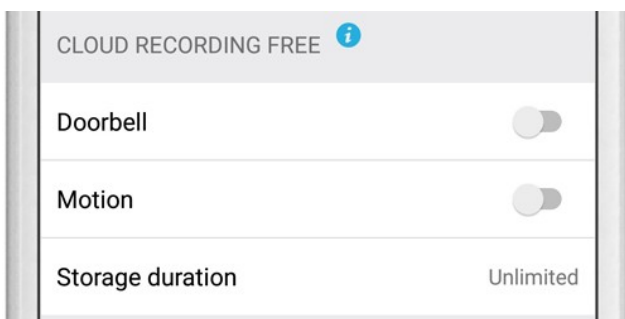 CLOUD RECORDING FREE i
Doorbell
Motion
Storage duration Unlimited